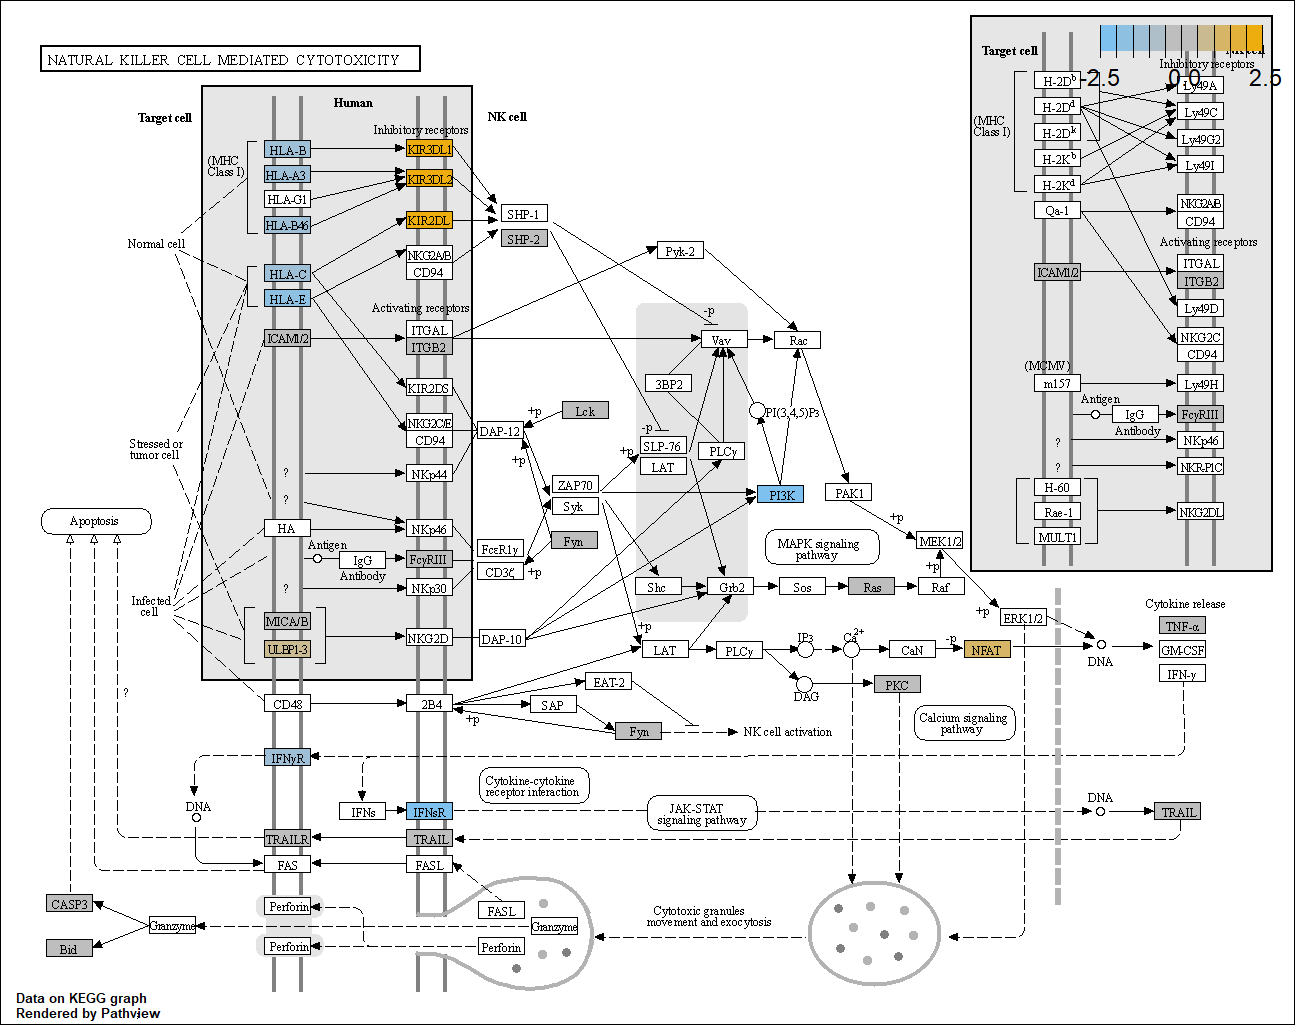 NATURAL KILLER CELL MEDIATED CYTOTOXICITY
Target cell
Human
NK cell
Inhibitory receptors
(MHC
Class I)
HLA-B
KIR3DL1
HLA-A3
KIR3DL2
HLA-G1
HLA-B46
KIR2DL
SHP-1
SHP-2
Normal cell
NKG2A/B
CD94
Pyk-2
HLA-C
HLA-E
Activating receptors
ICAM1/2
ITGAL
ITGB2
-p
Vav
Rac
3BP2
KIR2DS
NKG2C/E
CD94
DAP-12
+p
Lck
PI(3,4,5)P3
-p
SLP-76
LAT
PLCγ
+p
+p
Stressed or
tumor cell
?
NKp44
ZAP70
Syk
PI3K
PAK1
?
Apoptosis
HA
NKp46
+p
MEK1/2
Antigen
IgG
Antibody
FcγRIII
FcεR1γ
CD3ζ
Fyn
+p
MAPK signaling
pathway
+p
?
NKp30
Shc
Grb2
Sos
Ras
Raf
Infected
cell
MICA/B
ULBP1-3
NKG2D
DAP-10
+p
+p
ERK1/2
LAT
PLCγ
IP3
Ca2+
CaN
-p
NFAT
DNA
Cytokine release
TNF-α
GM-CSF
IFN-γ
DAG
PKC
EAT-2
?
CD48
2B4
SAP
+p
Fyn
NK cell activation
Calcium signaling
pathway
IFNγR
Cytokine-cytokine
receptor interaction
DNA
IFNs
IFNsR
JAK-STAT
signaling pathway
DNA
TRAIL
TRAILR
TRAIL
FAS
FASL
CASP3
Bid
Granzyme
Perforin
Perforin
FASL
Granzyme
Perforin
Cytotoxic granules
movement and exocytosis
Target cell
NK cell
-2.5
0.0
2.5
Inhibitory receptors
(MHC
Class I)
H-2Db
Ly49A
H-2Dd
Ly49C
H-2Dk
Ly49G2
H-2Kb
Ly49I
H-2Kd
Qa-1
NKG2A/B
CD94
Activating receptors
ICAM1/2
ITGAL
ITGB2
Ly49D
NKG2C
CD94
(MCMV)
m157
Ly49H
Antigen
IgG
Antibody
FcγRIII
?
NKp46
?
NKR-P1C
H-60
Rae-1
MULT1
NKG2DL
Data on KEGG graph
Rendered by Pathview